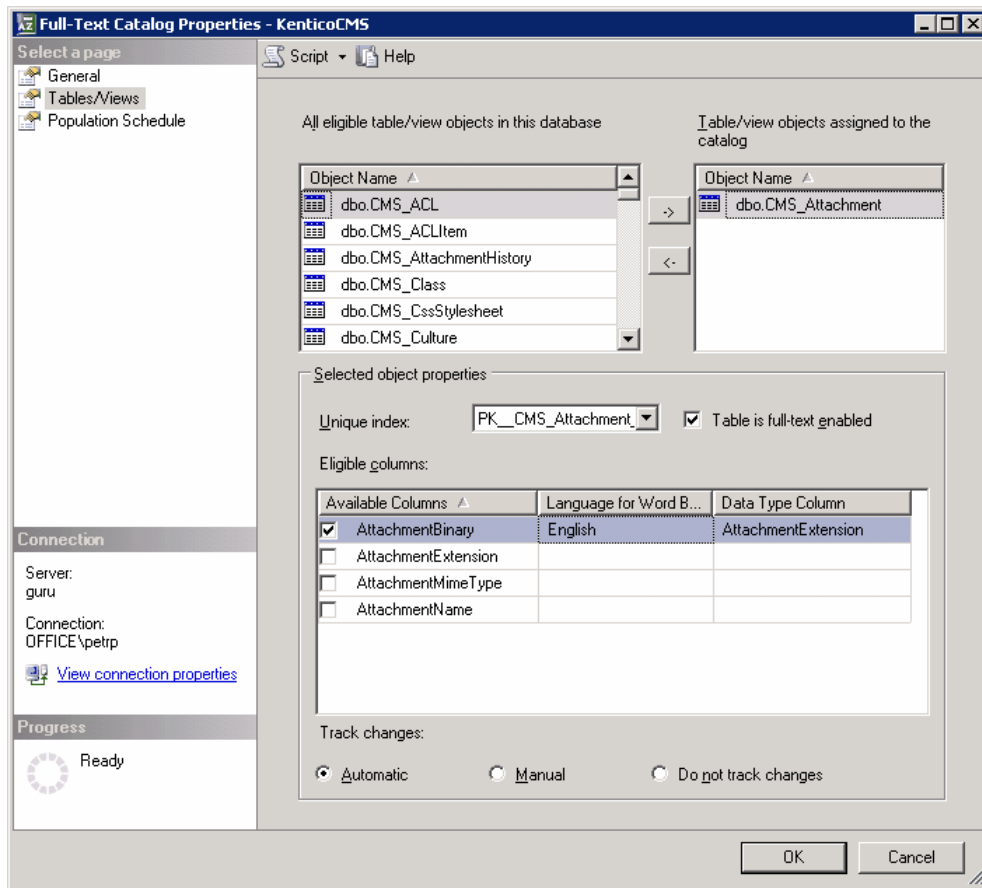 Full-Text Catalog Properties - KenticoCMS
Select a page
General
Tables/Views
Population Schedule
Script
Help
All eligible table/view objects in this database
Object Name
dbo.CMS_ACL
dbo.CMS_ACLItem
dbo.CMS_AttachmentHistory
dbo.CMS_Class
dbo.CMS_CssStylesheet
dbo.CMS_Culture
->
<-
Table/view objects assigned to the
catalog
Object Name
dbo.CMS_Attachment
Selected object properties
Unique index: PK__CMS_Attachment_ Table is full-text enabled
Eligible columns:
Available Columns Language for Word B... Data Type Column
AttachmentBinary English AttachmentExtension
AttachmentExtension
AttachmentMimeType
AttachmentName
Track changes:
Automatic Manual Do not track changes
Connection
Server:
guru
Connection:
OFFICE\petrp
View connection properties
Progress
Ready
OK Cancel